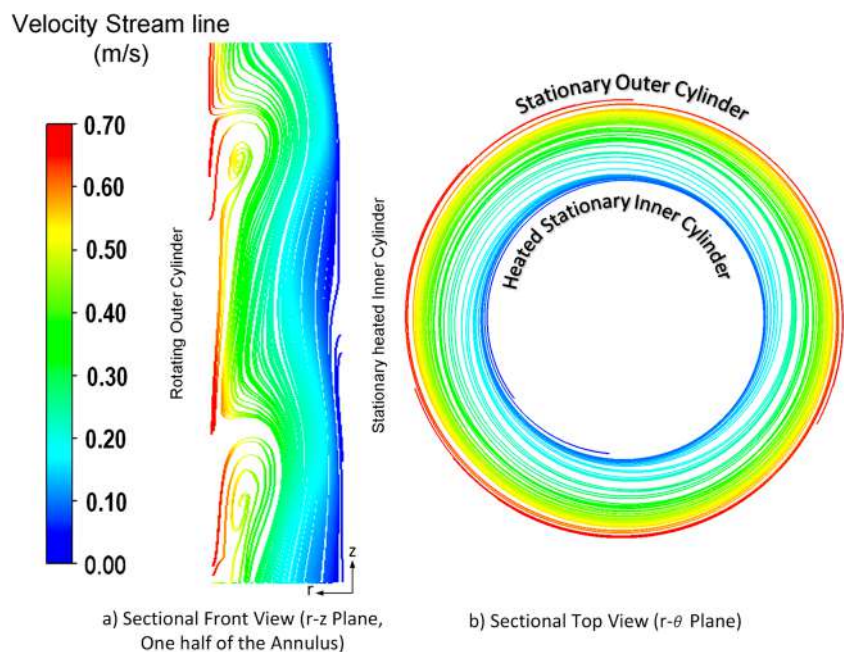 Velocity Stream line
(m/s)
0.70
0.60
0.50
0.40
0.30
0.20
0.10
0.00
Rotating Outer Cylinder
Stationary heated Inner Cylinder
z
r
a) Sectional Front View (r-z Plane,
One half of the Annulus)
Stationary Outer Cylinder
Heated Stationary Inner Cylinder
b) Sectional Top View (r-θ Plane)